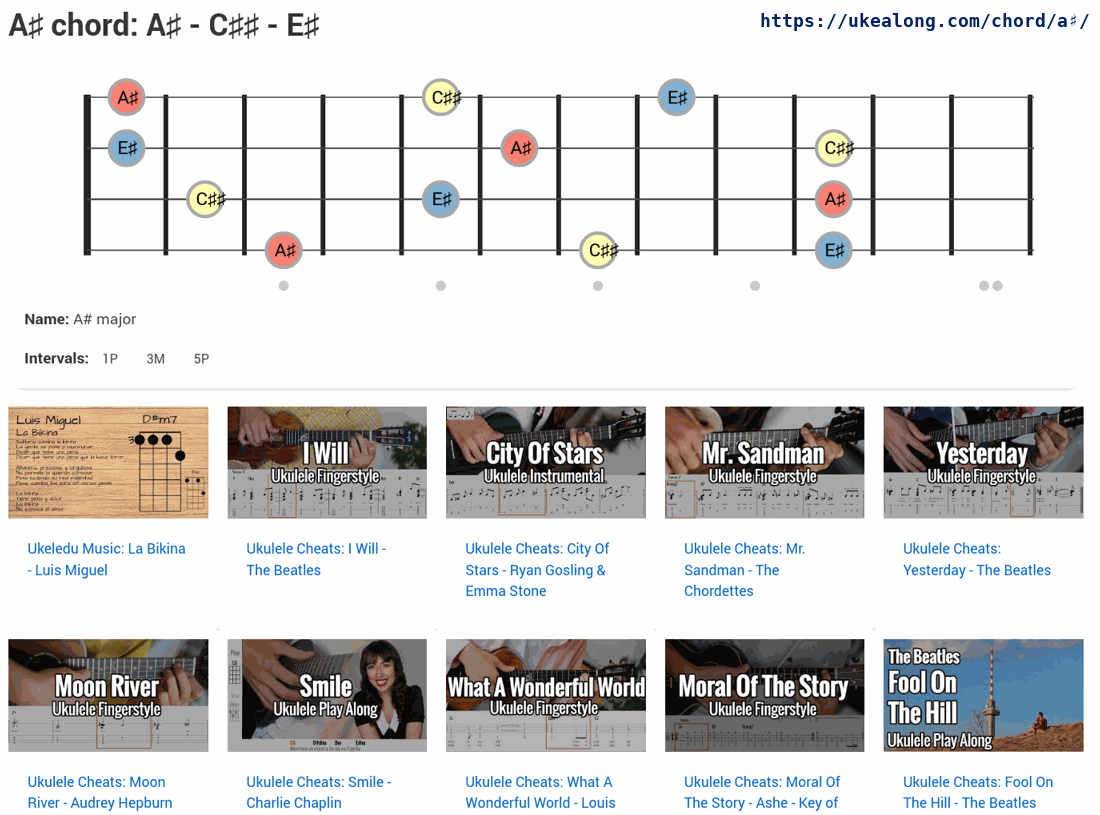 A♯ chord: A♯ - C♯♯ - E♯
https://ukealong.com/chord/a♯/
A♯ C♯♯ E♯
E♯ A♯ C♯♯
C♯♯ E♯ A♯
A♯ C♯♯ E♯
Name: A# major
Intervals: 1P 3M 5P
Luis Miguel D#m7
La Bikina
3
I Will
Ukulele Fingerstyle
City Of Stars
Ukulele Instrumental
Mr. Sandman
Ukulele Fingerstyle
Yesterday
Ukulele Fingerstyle
Ukeledu Music: La Bikina
- Luis Miguel
Ukulele Cheats: I Will -
The Beatles
Ukulele Cheats: City Of
Stars - Ryan Gosling &
Emma Stone
Ukulele Cheats: Mr.
Sandman - The
Chordettes
Ukulele Cheats:
Yesterday - The Beatles
Moon River
Ukulele Fingerstyle
Smile
Ukulele Play Along
What A Wonderful World
Ukulele Fingerstyle
Moral Of The Story
Ukulele Fingerstyle
The Beatles
Fool On
The Hill
Ukulele Play Along
Ukulele Cheats: Moon
River - Audrey Hepburn
Ukulele Cheats: Smile -
Charlie Chaplin
Ukulele Cheats: What A
Wonderful World - Louis
Ukulele Cheats: Moral Of
The Story - Ashe - Key of
Ukulele Cheats: Fool On
The Hill - The Beatles